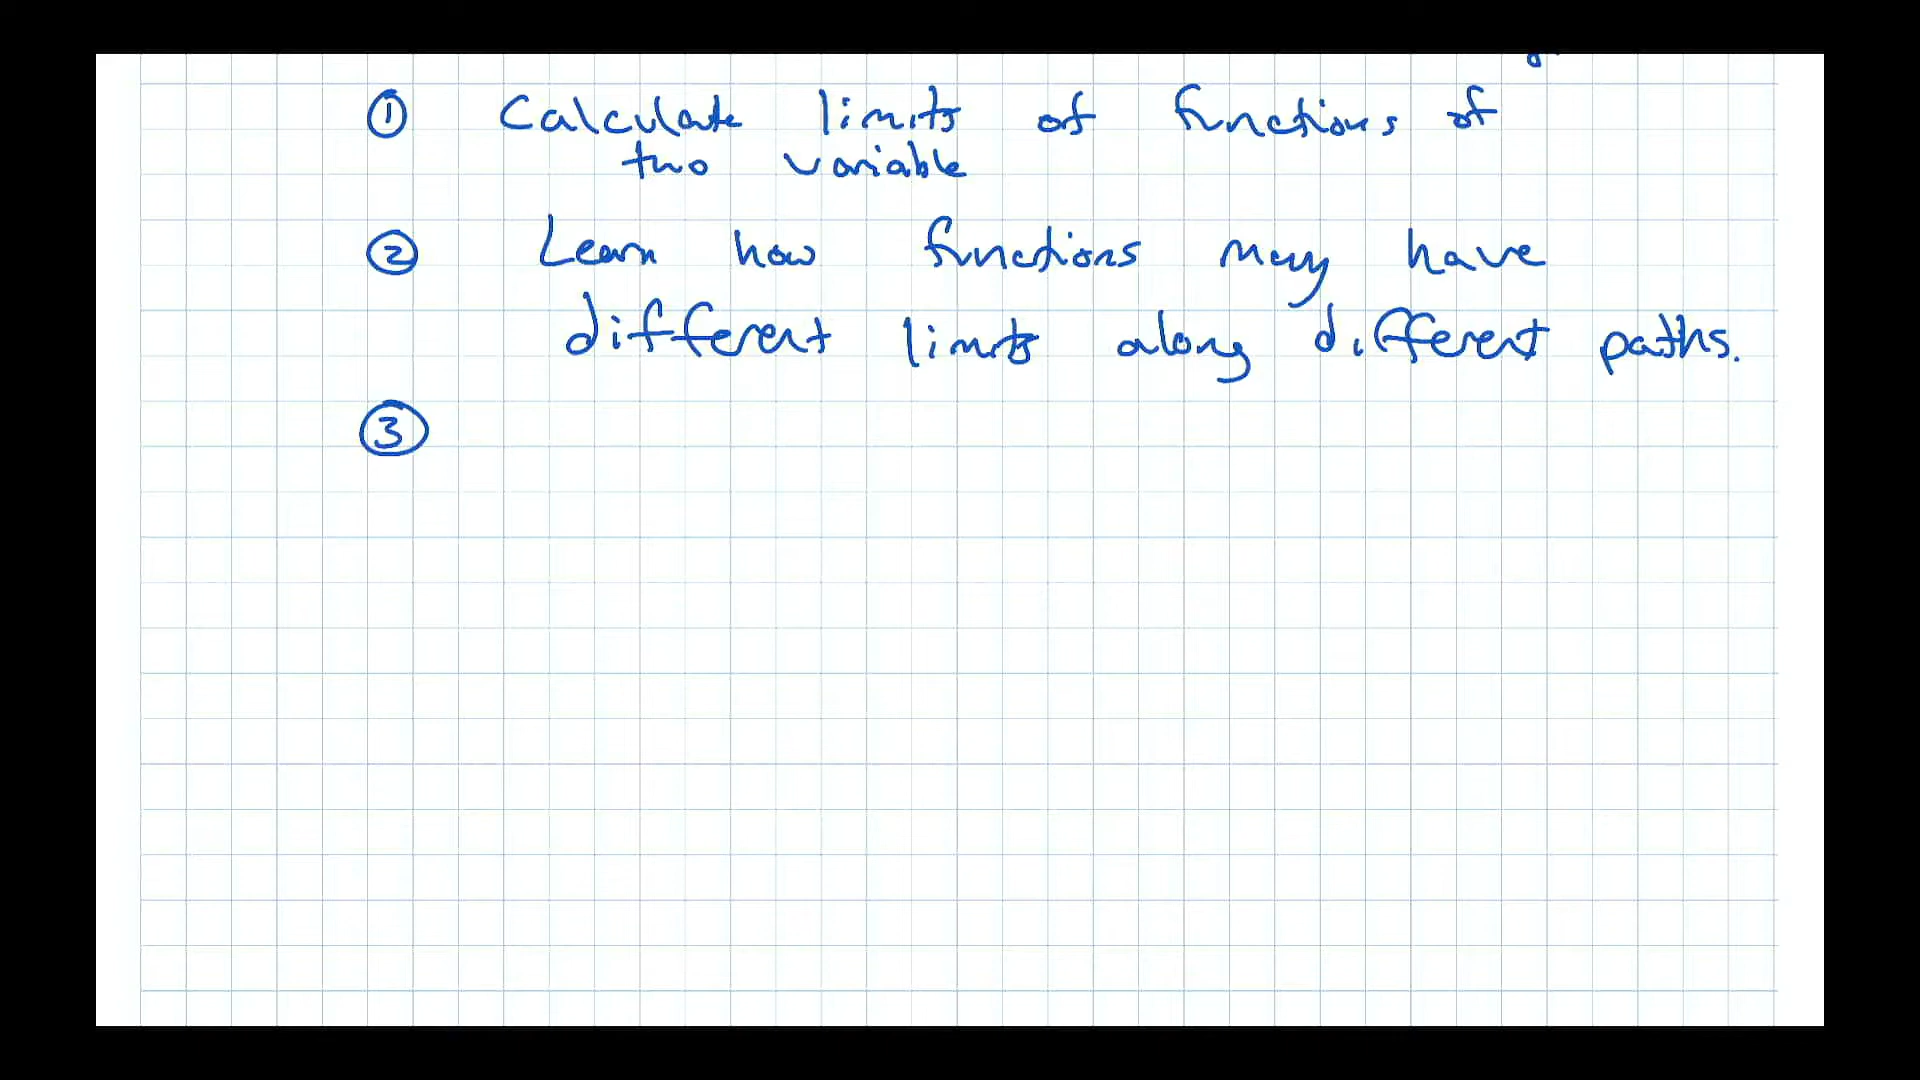 ① Calculate limits of functions of
two variable
② Learn how functions may have
different limits along different paths.
③